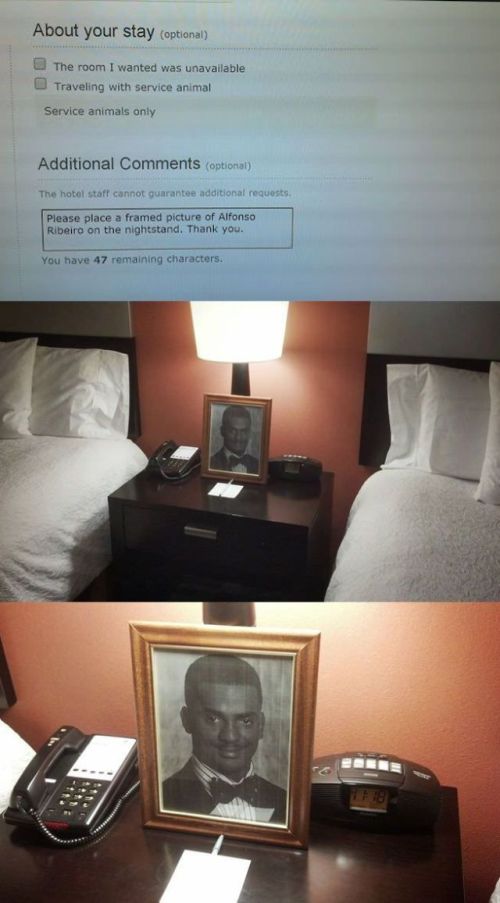 About your stay (optional)
The room I wanted was unavailable
Traveling with service animal
Service animals only
Additional Comments (optional)
The hotel staff cannot guarantee additional requests.
Please place a framed picture of Alfonso
Ribeiro on the nightstand. Thank you.
You have 47 remaining characters.